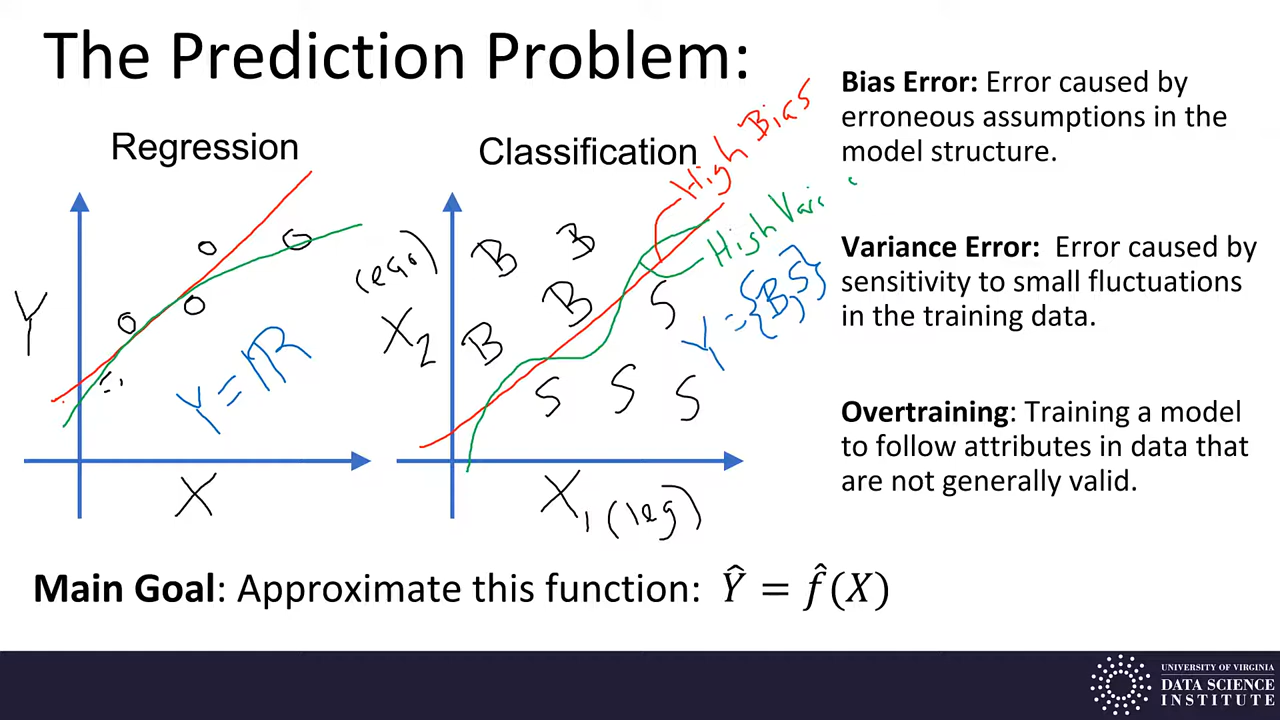 The Prediction Problem:
Regression
Y
X
Y = ℝ
Classification
(ego)
X₂
B
B
B
B
S
S
S
S
X₁ (leg)
High Bias
High Vari
Y = {B, S}
Bias Error: Error caused by
erroneous assumptions in the
model structure.
Variance Error: Error caused by
sensitivity to small fluctuations
in the training data.
Overtraining: Training a model
to follow attributes in data that
are not generally valid.
Main Goal: Approximate this function: Ŷ = f̂(X)
UNIVERSITY OF VIRGINIA
DATA SCIENCE
INSTITUTE